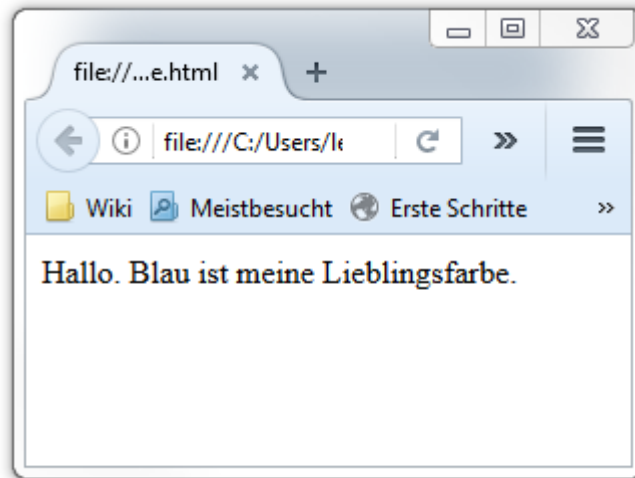 file://...e.html
file:///C:/Users/le
Wiki Meistbesucht Erste Schritte
Hallo. Blau ist meine Lieblingsfarbe.